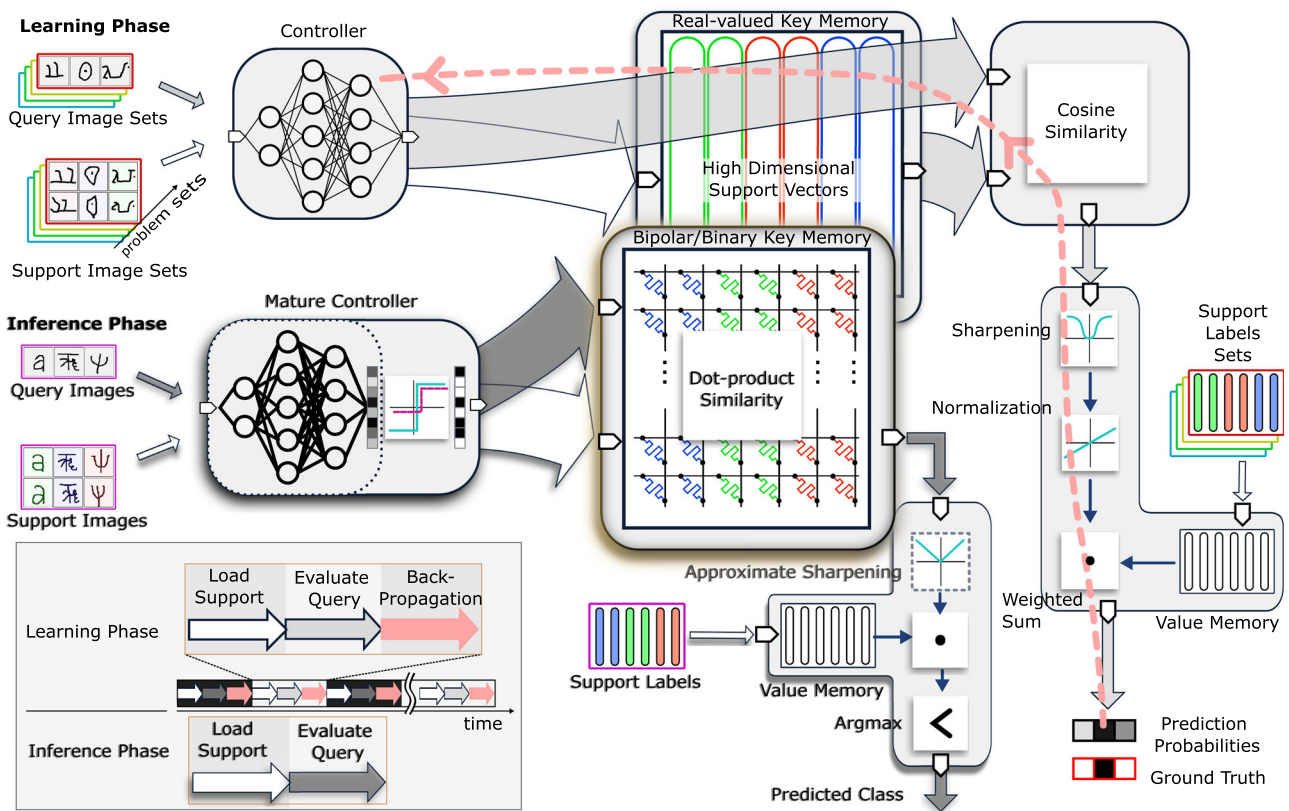 Learning Phase
Query Image Sets
Support Image Sets
problem sets
Controller
Real-valued Key Memory
High Dimensional
Support Vectors
Cosine
Similarity
Inference Phase
Query Images
Support Images
Mature Controller
Bipolar/Binary Key Memory
Dot-product
Similarity
Sharpening
Normalization
Support
Labels
Sets
Weighted
Sum
Value Memory
Approximate Sharpening
Support Labels
Value Memory
Argmax
Predicted Class
Prediction
Probabilities
Ground Truth
Learning Phase
Load
Support
Evaluate
Query
Back-
Propagation
time
Inference Phase
Load
Support
Evaluate
Query